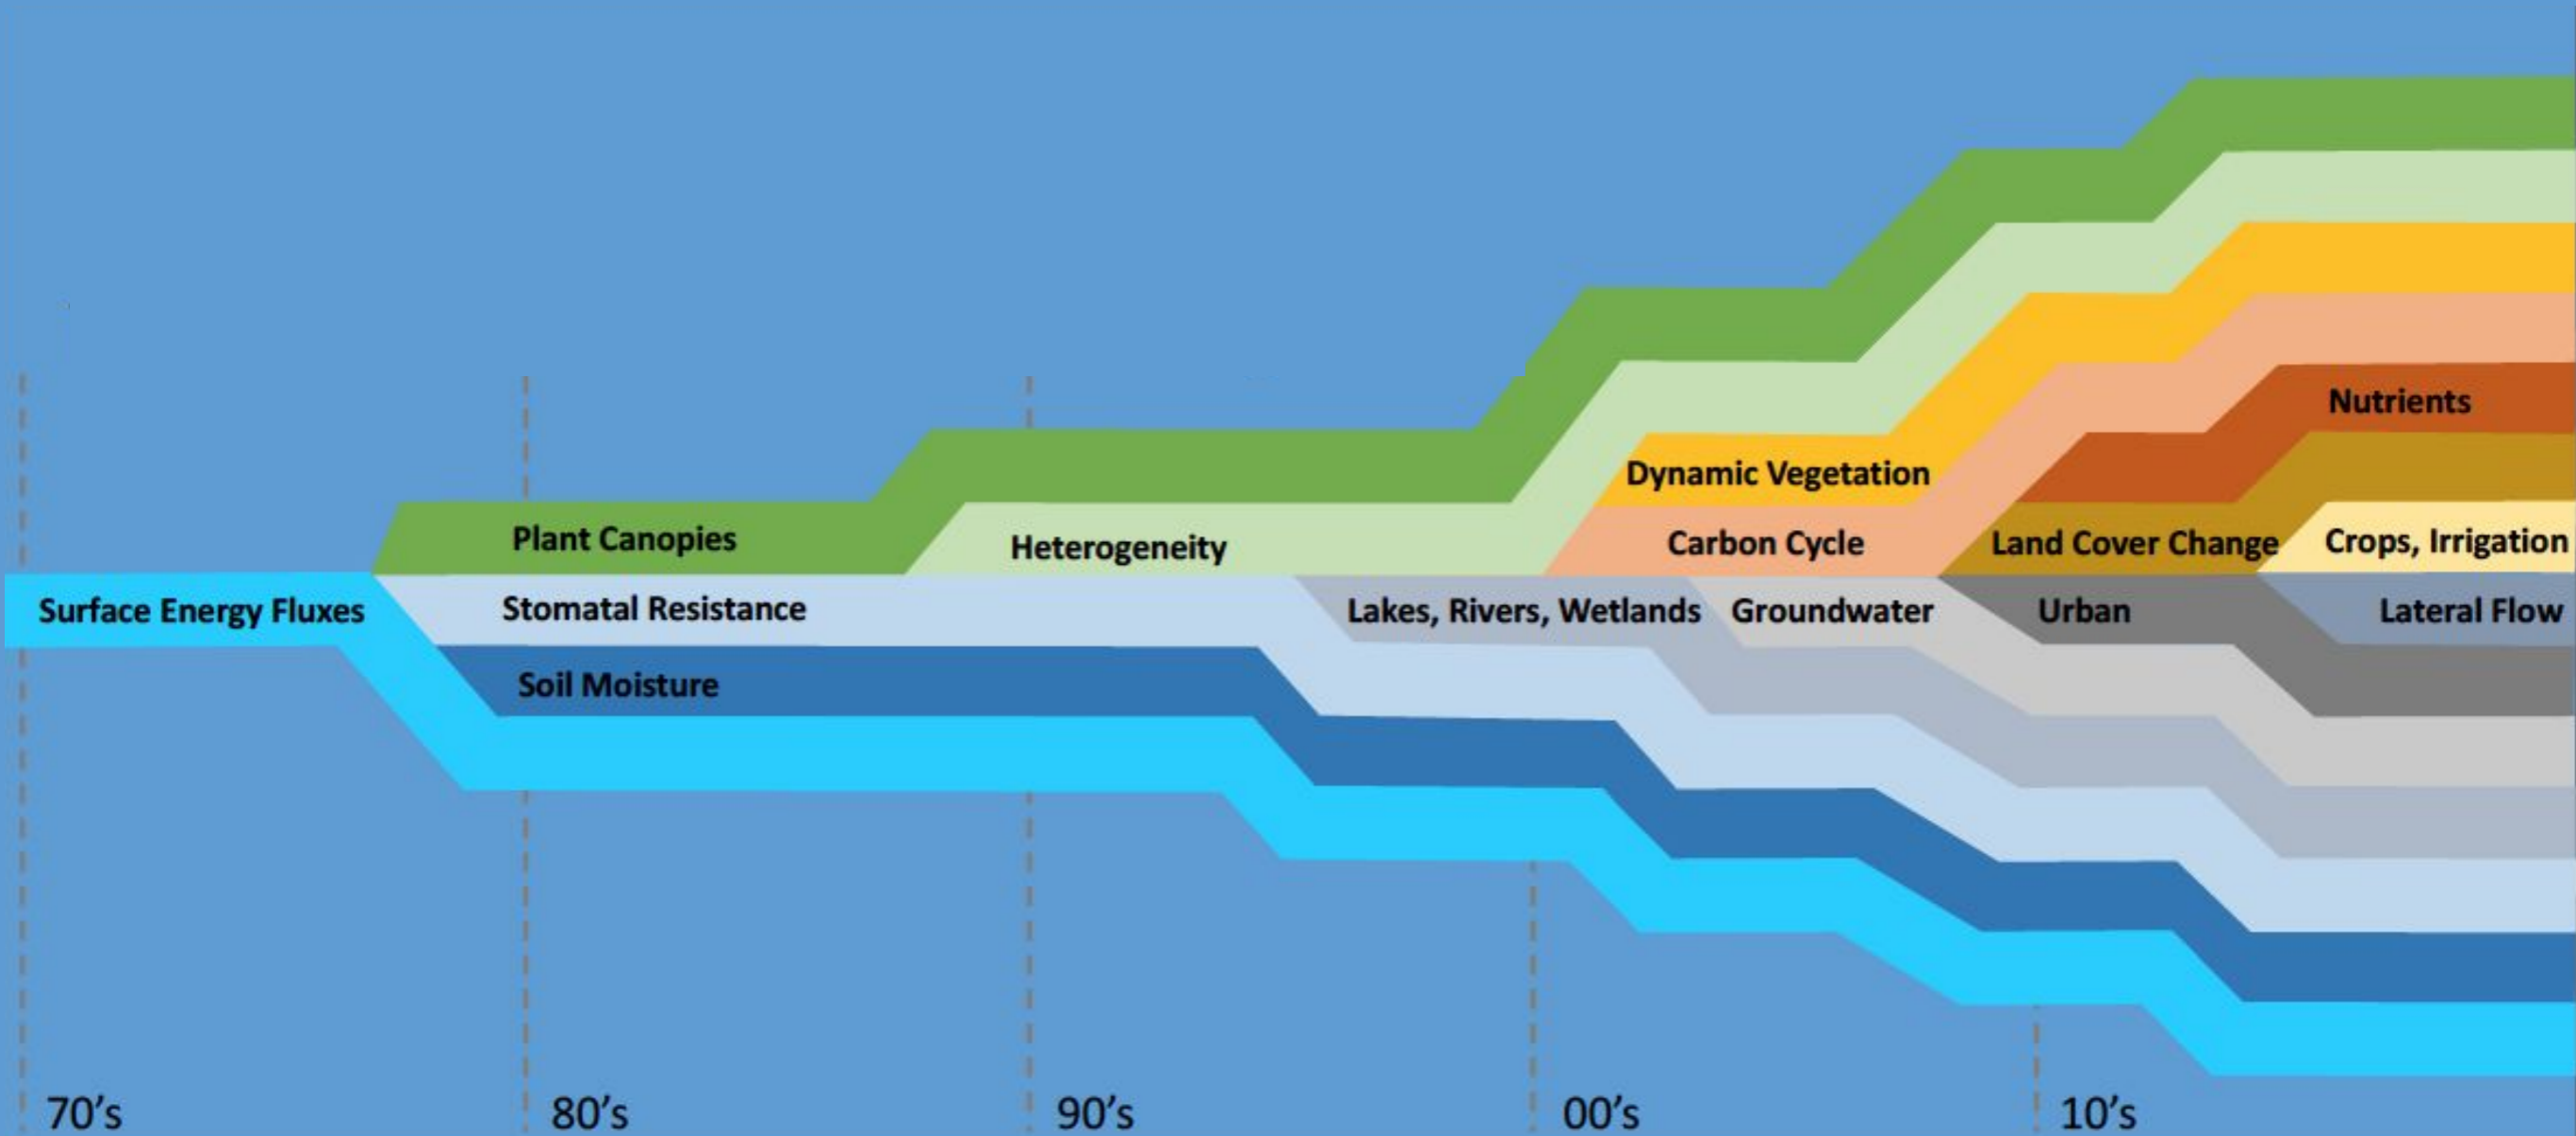 Nutrients
Dynamic Vegetation
Plant Canopies
Heterogeneity
Carbon Cycle
Land Cover Change
Crops, Irrigation
Surface Energy Fluxes
Stomatal Resistance
Lakes, Rivers, Wetlands
Groundwater
Urban
Lateral Flow
Soil Moisture
70's
80's
90's
00's
10's